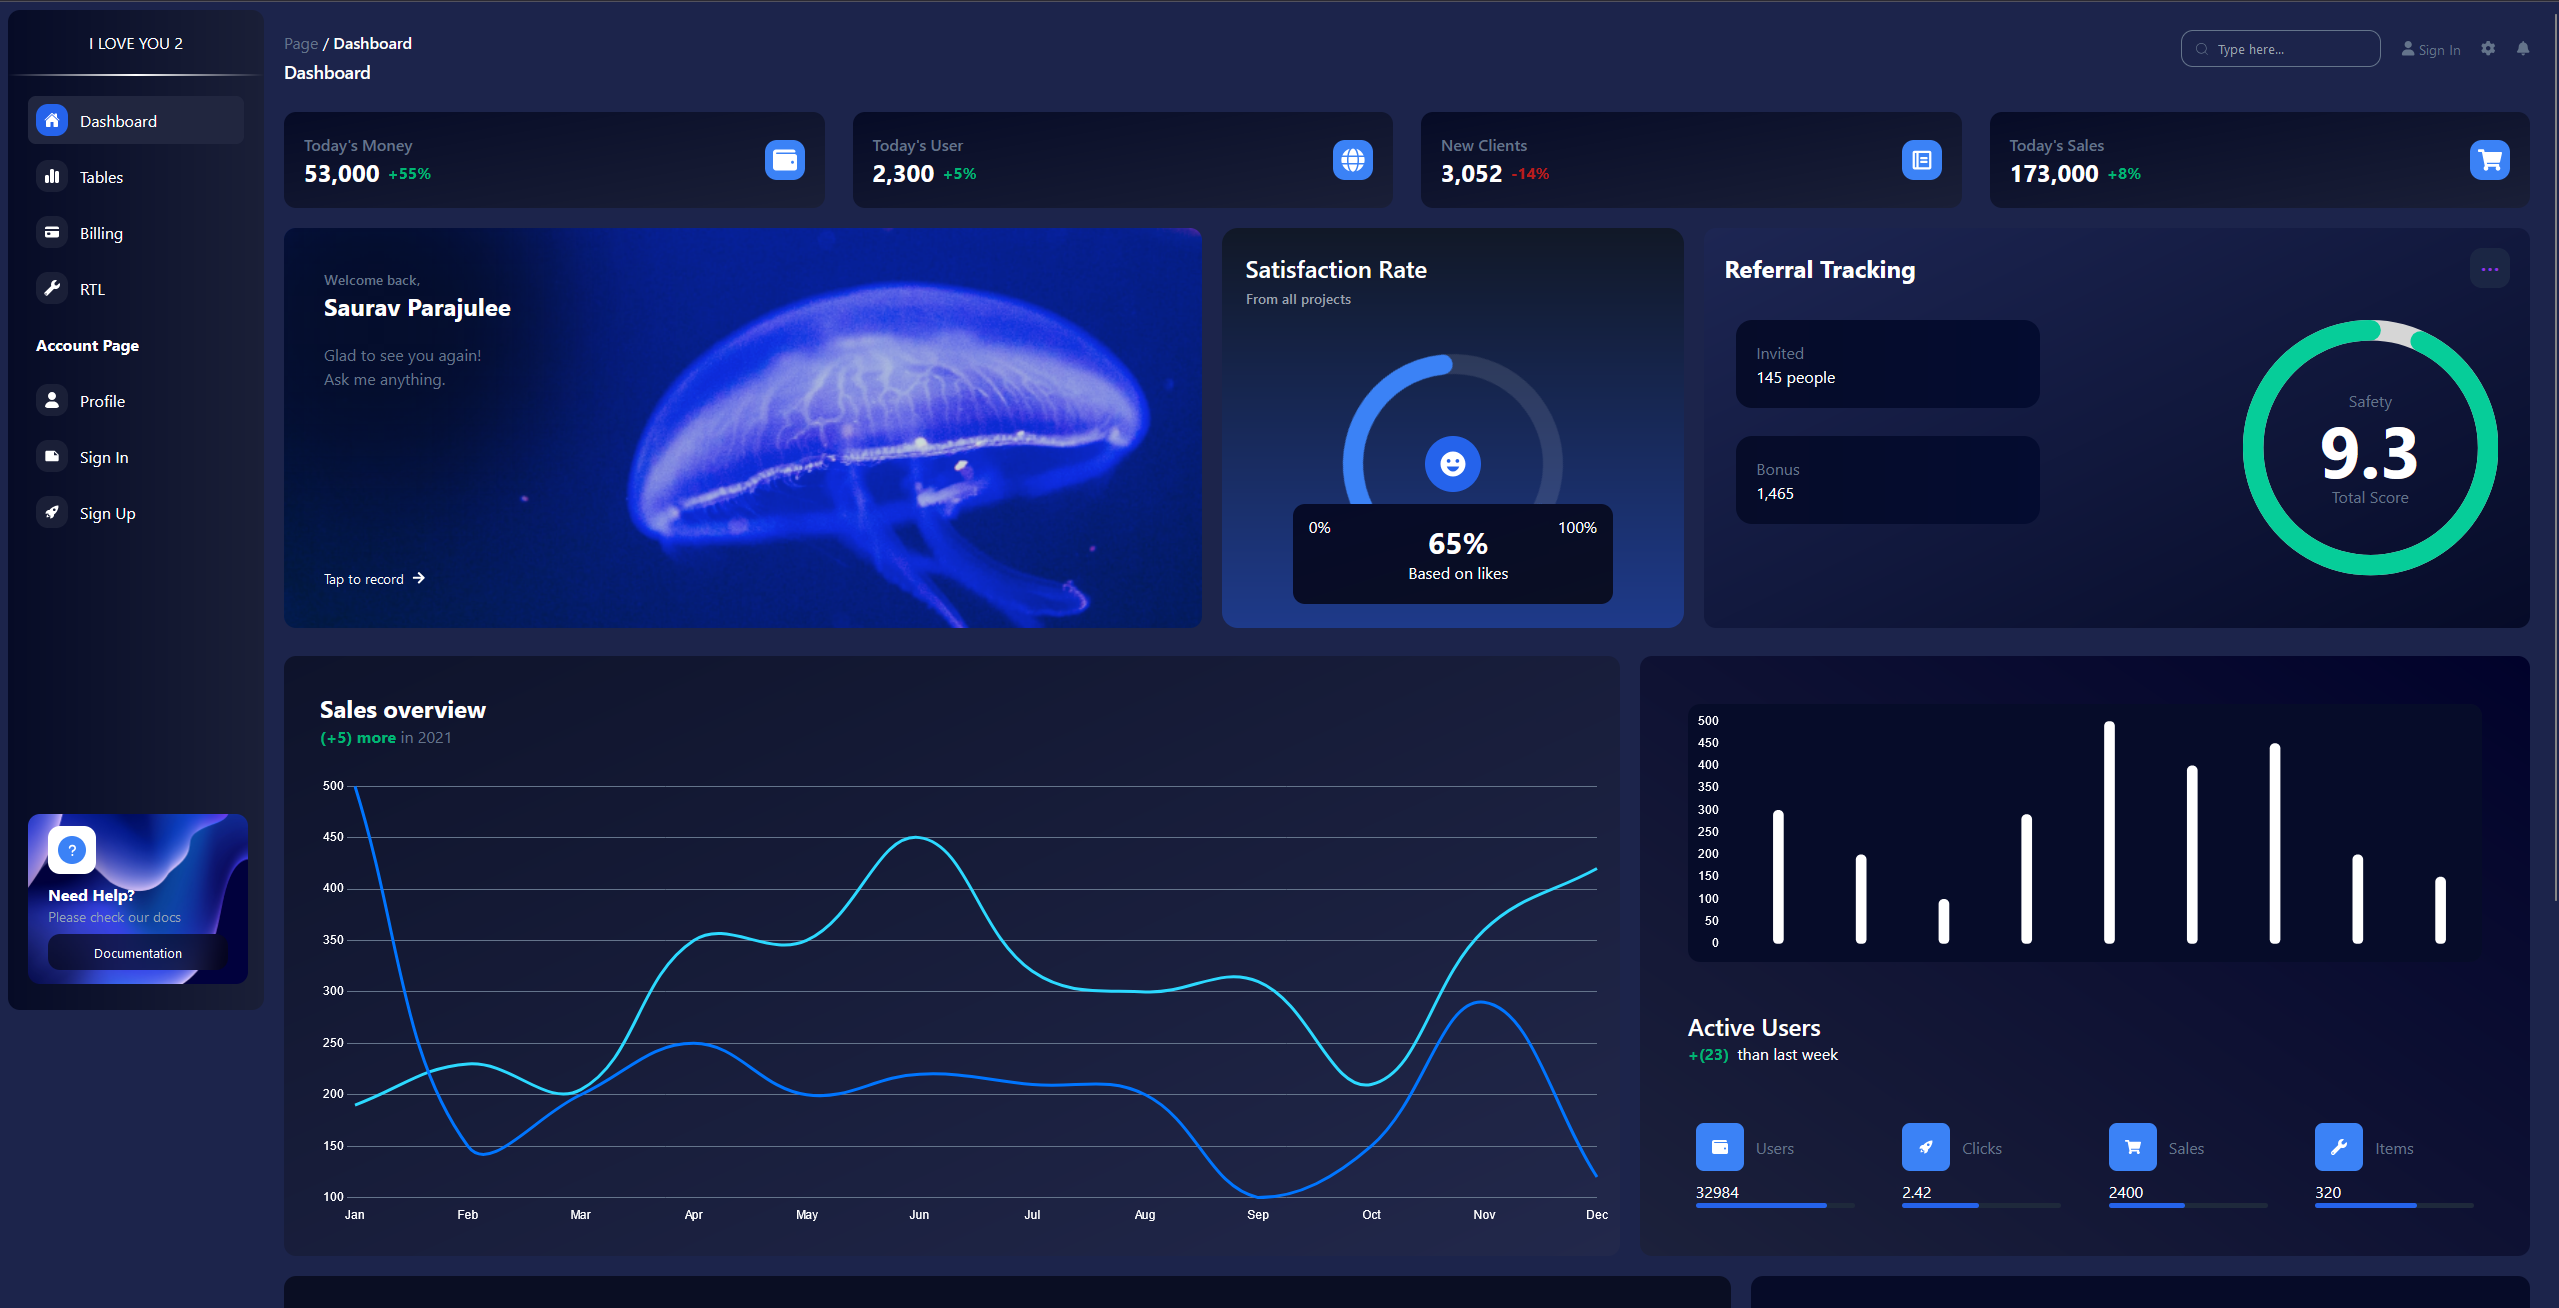 I LOVE YOU 2
Dashboard
Tables
Billing
RTL
Account Page
Profile
Sign In
Sign Up
?
Need Help?
Please check our docs
Documentation
Page / Dashboard
Dashboard
Type here...
Sign In
Today's Money
53,000 +55%
Today's User
2,300 +5%
New Clients
3,052 -14%
Today's Sales
173,000 +8%
Welcome back,
Saurav Parajulee
Glad to see you again!
Ask me anything.
Tap to record
Satisfaction Rate
From all projects
0% 100%
65%
Based on likes
Referral Tracking
...
Invited
145 people
Bonus
1,465
Safety
9.3
Total Score
Sales overview
(+5) more in 2021
500
450
400
350
300
250
200
150
100
Jan Feb Mar Apr May Jun Jul Aug Sep Oct Nov Dec
500
450
400
350
300
250
200
150
100
50
0
Active Users
+(23) than last week
Users
32984
Clicks
2.42
Sales
2400
Items
320